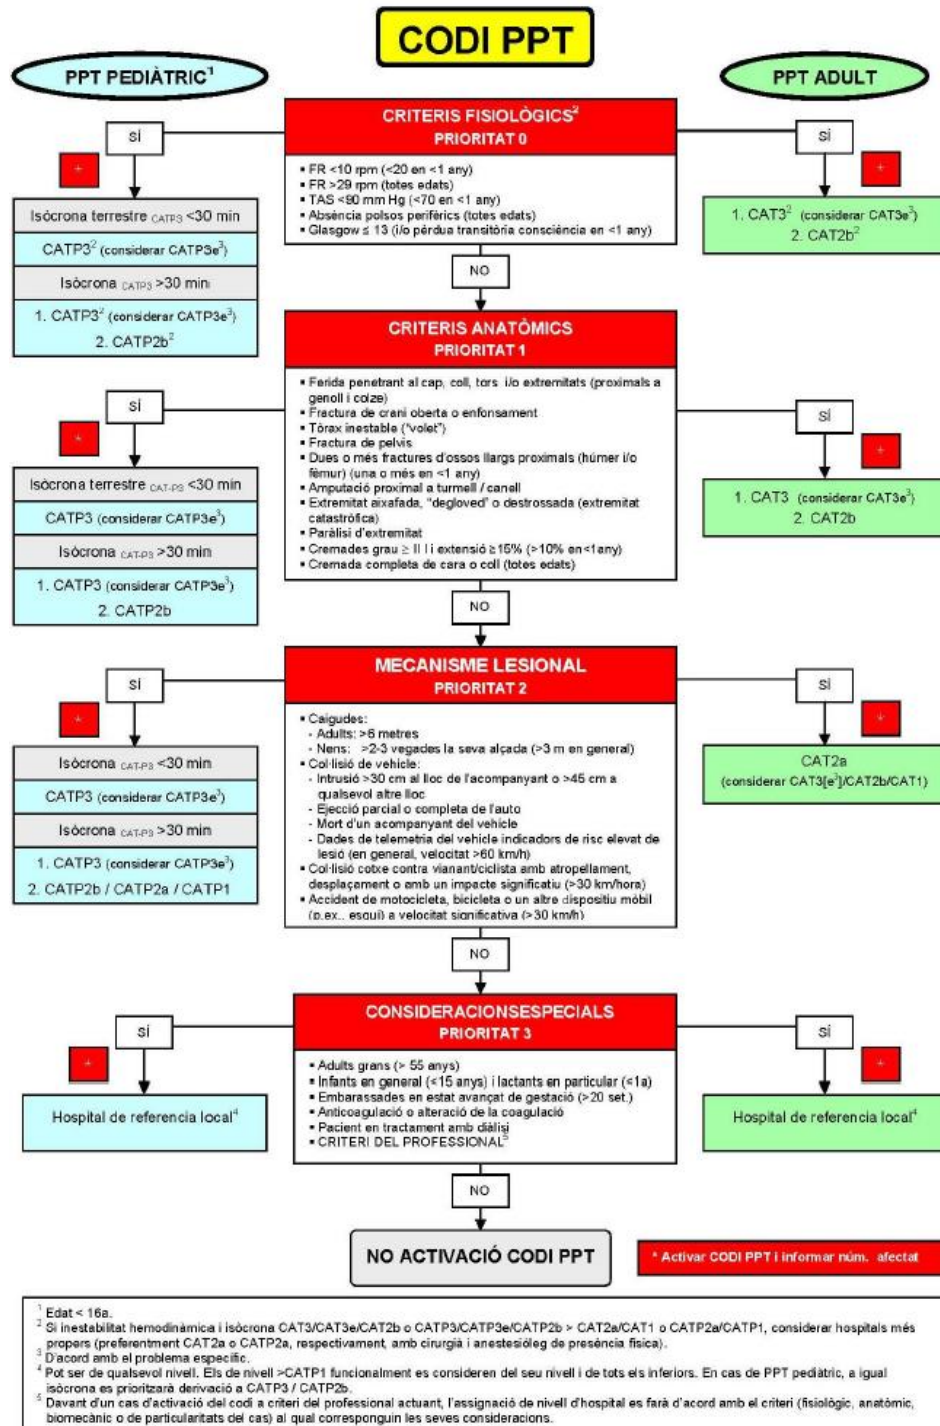 CODI PPT
PPT PEDIÀTRIC¹
PPT ADULT
CRITERIS FISIOLÒGICS²
PRIORITAT 0
▪ FR <10 rpm (<20 en <1 any)
▪ FR >29 rpm (totes edats)
▪ TAS <90 mm Hg (<70 en <1 any)
▪ Absència polsos perifèrics (totes edats)
▪ Glasgow ≤ 13 (i/o pérdua transitòria consciència en <1 any)
SÍ
*
Isòcrona terrestre CATP3 <30 min
CATP3² (considerar CATP3e³)
Isòcrona CATP3 >30 min
1. CATP3² (considerar CATP3e³)
2. CATP2b²
SÍ
*
1. CAT3² (considerar CAT3e³)
2. CAT2b²
NO
CRITERIS ANATÒMICS
PRIORITAT 1
▪ Ferida penetrant al cap, coll, tors i/o extremitats (proximals a
genoll i colze)
▪ Fractura de crani oberta o enfonsament
▪ Tòrax inestable ("volet")
▪ Fractura de pelvis
▪ Dues o més fractures d'ossos llargs proximals (húmer i/o
fèmur) (una o més en <1 any)
▪ Amputació proximal a turmell / canell
▪ Extremitat aixafada, "degloved" o destrossada (extremitat
catastròfica)
▪ Paràlisi d'extremitat
▪ Cremades grau ≥ II I i extensió ≥15% (>10% en<1any)
▪ Cremada completa de cara o coll (totes edats)
SÍ
*
Isòcrona terrestre CAT-P3 <30 min
CATP3 (considerar CATP3e³)
Isòcrona CAT-P3 >30 min
1. CATP3 (considerar CATP3e³)
2. CATP2b
SÍ
*
1. CAT3 (considerar CAT3e³)
2. CAT2b
NO
MECANISME LESIONAL
PRIORITAT 2
▪ Caigudes:
- Adults: >6 metres
- Nens: >2-3 vegades la seva alçada (>3 m en general)
▪ Col·lisió de vehicle:
- Intrusió >30 cm al lloc de l'acompanyant o >45 cm a
qualsevol altre lloc
- Ejecció parcial o completa de l'auto
- Mort d'un acompanyant del vehicle
- Dades de telemetria del vehicle indicadors de risc elevat de
lesió (en general, velocitat >60 km/h)
▪ Col·lisió cotxe contra vianant/ciclista amb atropellament,
desplaçament o amb un impacte significatiu (>30 km/hora)
▪ Accident de motocicleta, bicicleta o un altre dispositiu mòbil
(p.ex., esquí) a velocitat significativa (>30 km/h)
SÍ
*
Isòcrona CAT-P3 <30 min
CATP3 (considerar CATP3e³)
Isòcrona CAT-P3 >30 min
1. CATP3 (considerar CATP3e³)
2. CATP2b / CATP2a / CATP1
SÍ
*
CAT2a
(considerar CAT3[e³]/CAT2b/CAT1)
NO
CONSIDERACIONSESPECIALS
PRIORITAT 3
▪ Adults grans (> 55 anys)
▪ Infants en general (<15 anys) i lactants en particular (<1a)
▪ Embarassades en estat avançat de gestació (>20 set.)
▪ Anticoagulació o alteració de la coagulació
▪ Pacient en tractament amb diàlisi
▪ CRITERI DEL PROFESSIONAL⁵
SÍ
*
Hospital de referencia local⁴
SÍ
*
Hospital de referencia local⁴
NO
NO ACTIVACIÓ CODI PPT
* Activar CODI PPT i informar núm. afectat
¹ Edat < 16a.
² Si inestabilitat hemodinàmica i isòcrona CAT3/CAT3e/CAT2b o CATP3/CATP3e/CATP2b > CAT2a/CAT1 o CATP2a/CATP1, considerar hospitals més
propers (preferentment CAT2a o CATP2a, respectivament, amb cirurgià i anestesiòleg de presència física).
³ D'acord amb el problema específic.
⁴ Pot ser de qualsevol nivell. Els de nivell >CATP1 funcionalment es consideren del seu nivell i de tots els inferiors. En cas de PPT pediàtric, a igual
isòcrona es prioritzarà derivació a CATP3 / CATP2b.
⁵ Davant d'un cas d'activació del codi a criteri del professional actuant, l'assignació de nivell d'hospital es farà d'acord amb el criteri (fisiològic, anatòmic,
biomecànic o de particularitats del cas) al qual corresponguin les seves consideracions.